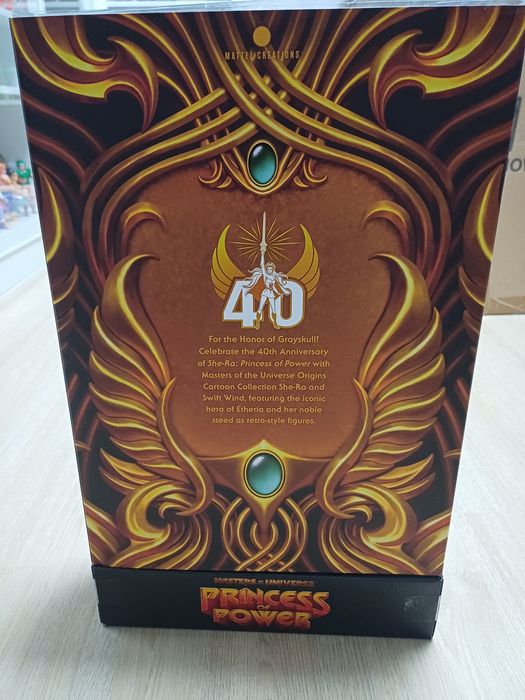 MATTEL CREATIONS
40
For the Honor of Grayskull!
Celebrate the 40th Anniversary
of She-Ra: Princess of Power with
Masters of the Universe Origins
Cartoon Collection She-Ra and
Swift Wind, featuring the iconic
hero of Etheria and her noble
steed as retro-style figures.
MASTERS OF THE UNIVERSE
PRINCESS
OF
POWER